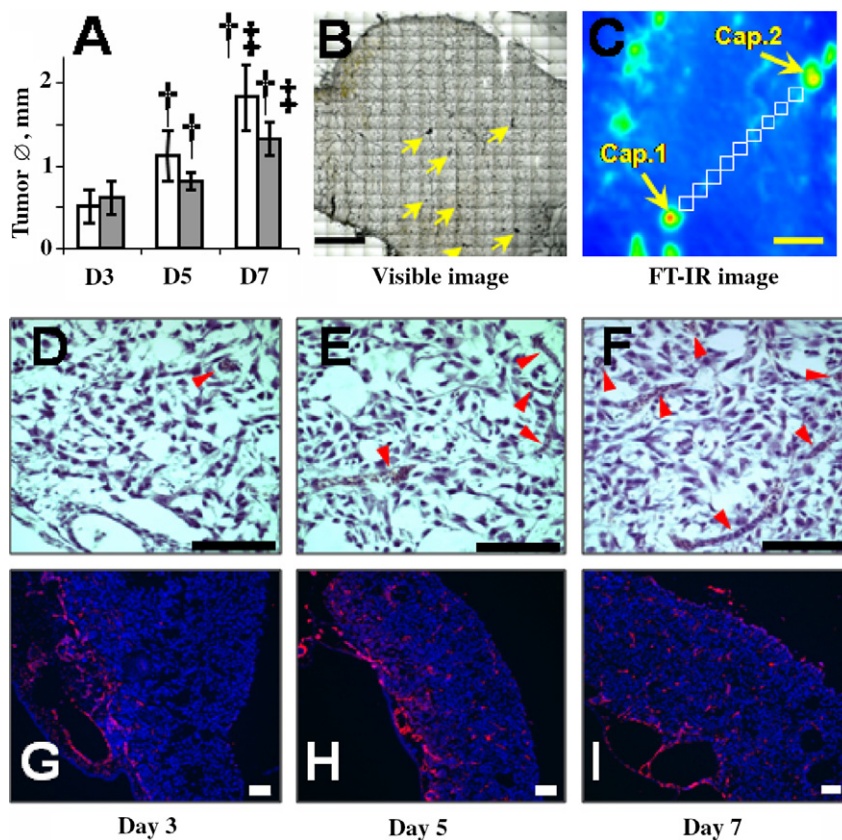 A
B
C
† ‡
† ‡
† †
2
1
0
Tumor Ø , mm
D3 D5 D7
Cap.2
Cap.1
Visible image
FT-IR image
D
E
F
G
H
I
Day 3
Day 5
Day 7